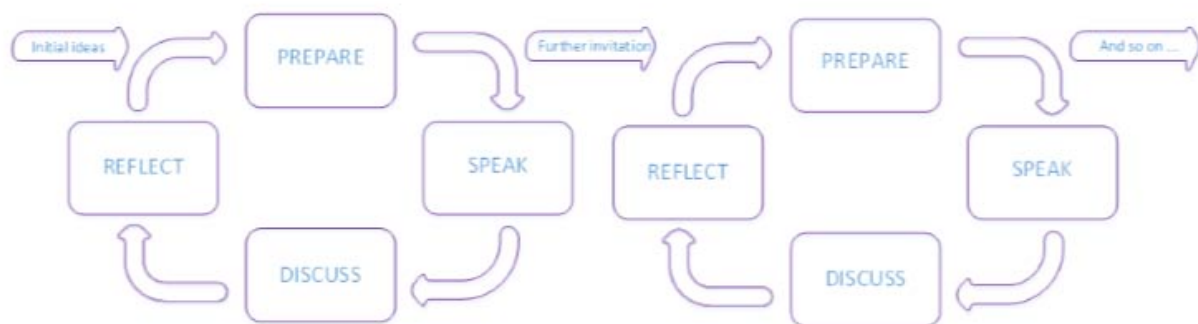 Initial ideas
PREPARE
SPEAK
DISCUSS
REFLECT
Further invitation
PREPARE
SPEAK
DISCUSS
REFLECT
And so on ...